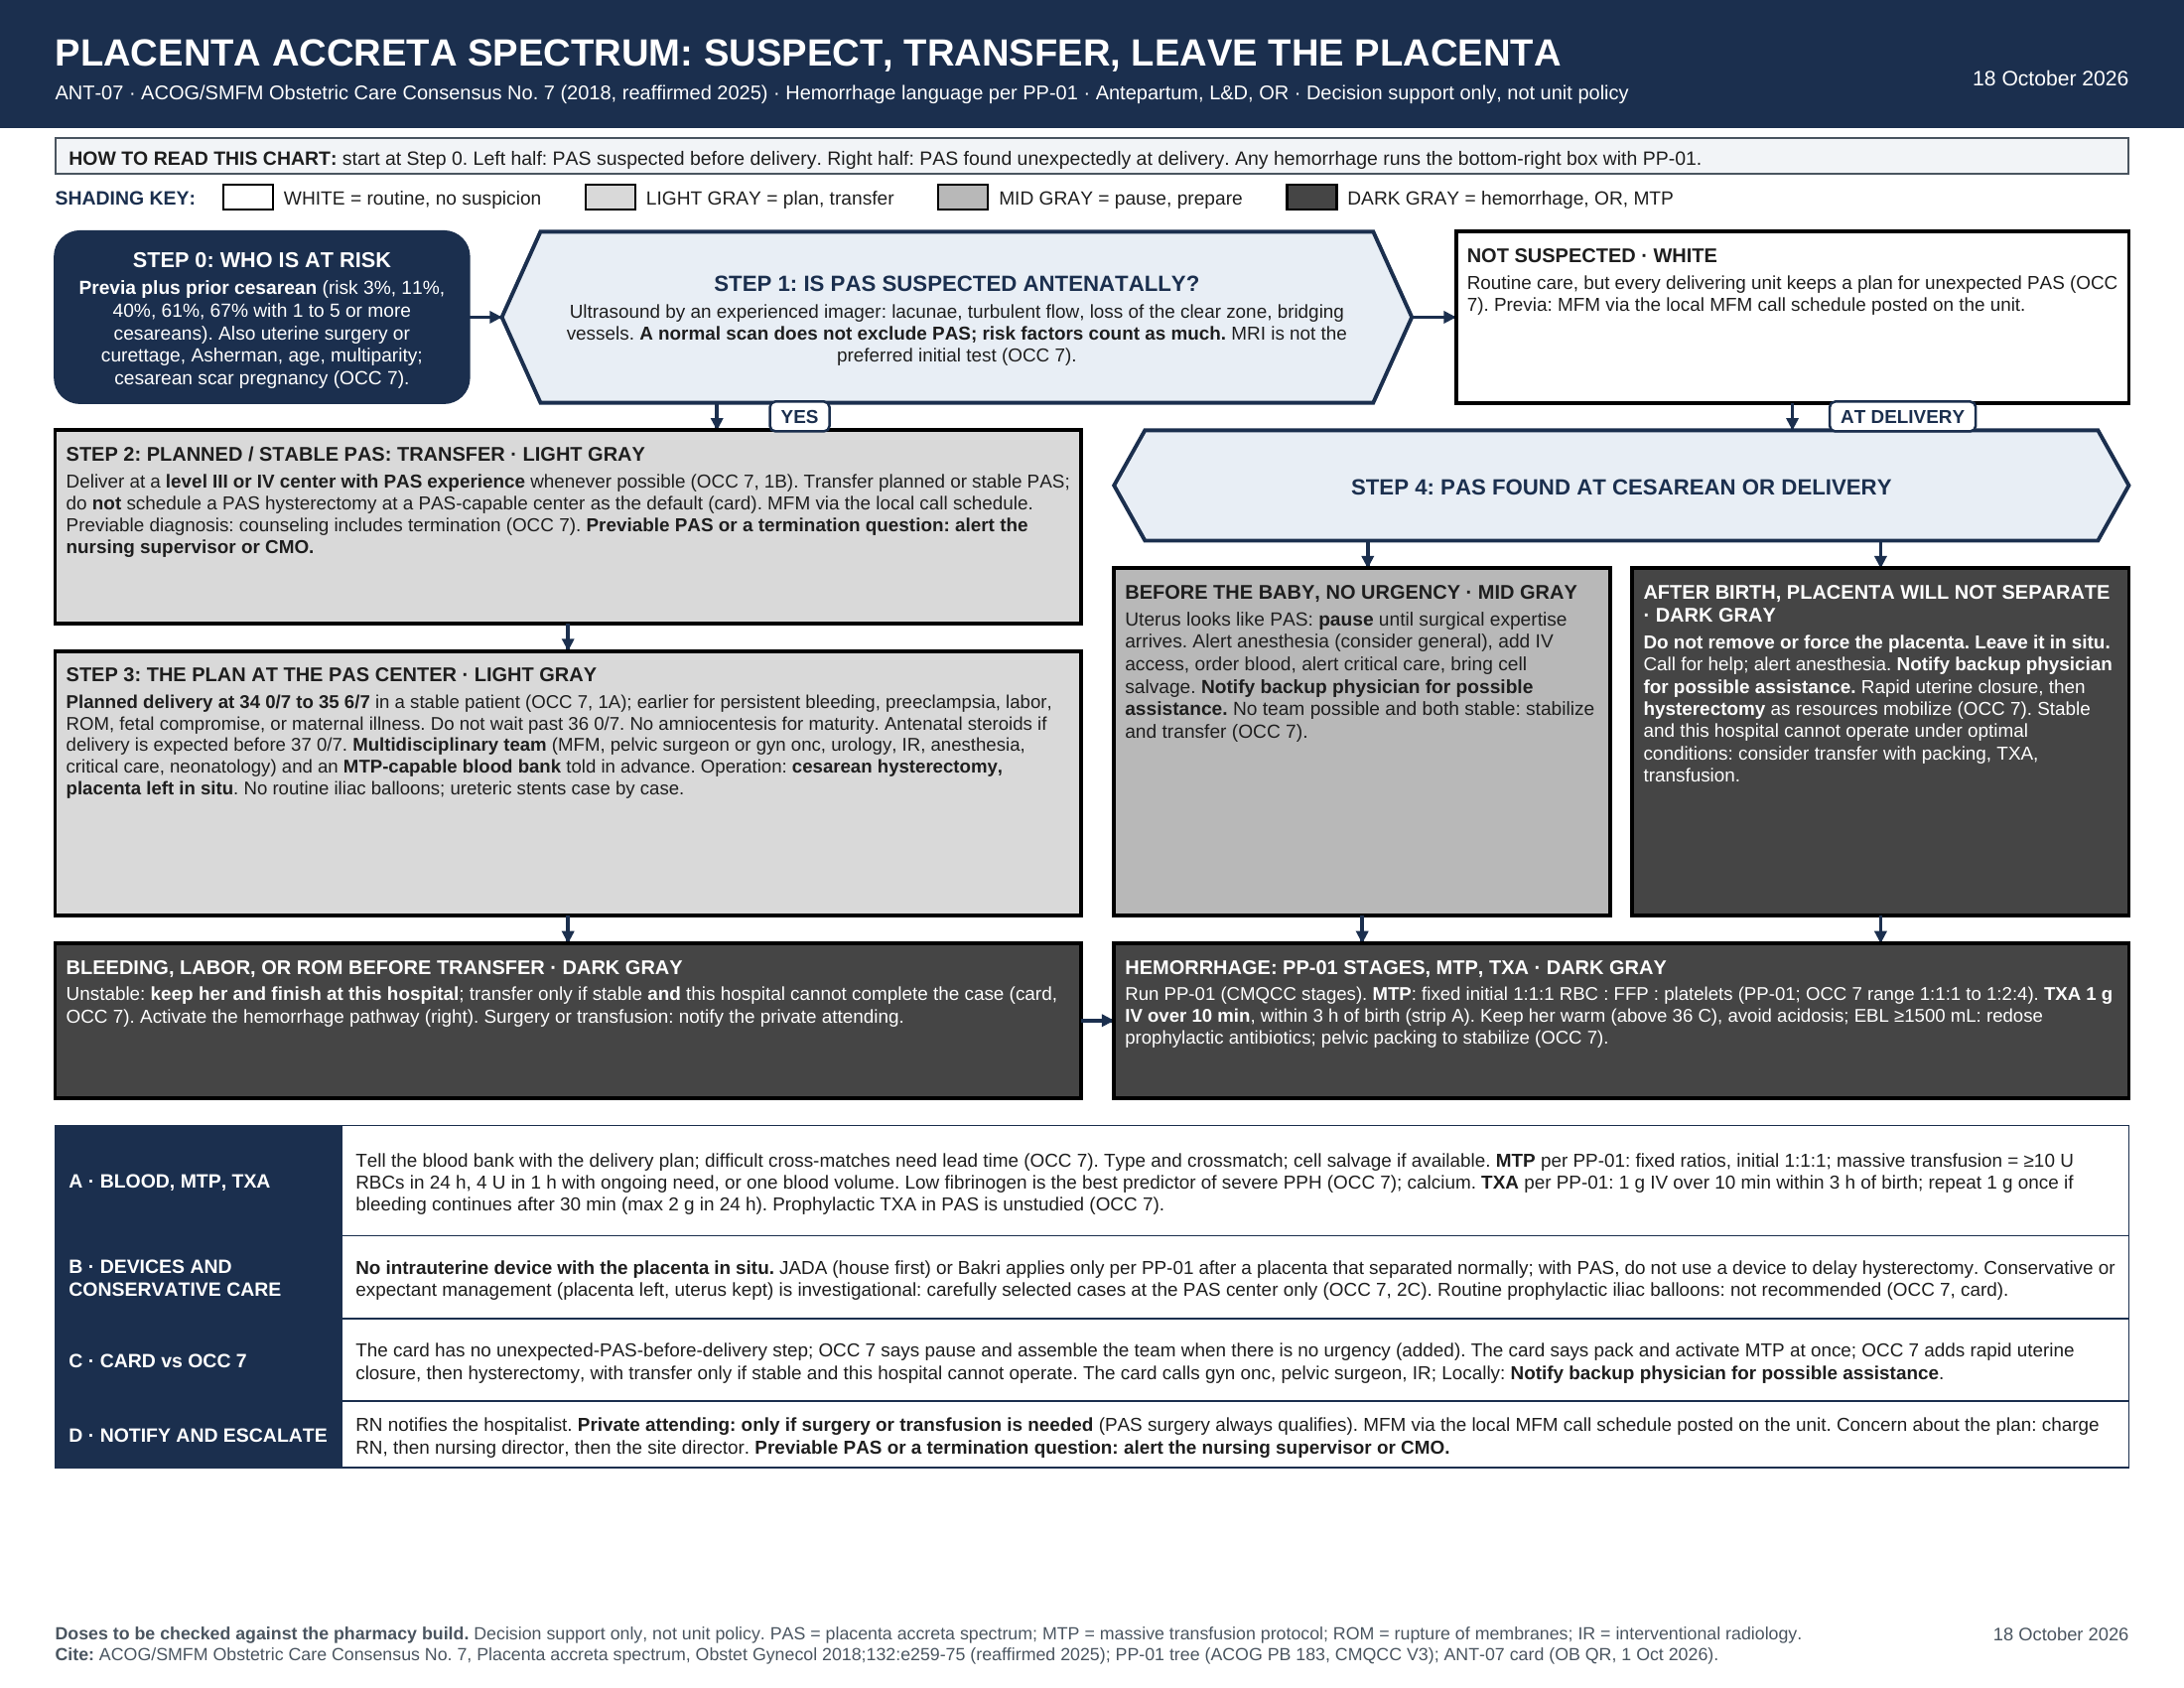 PLACENTA ACCRETA SPECTRUM: SUSPECT, TRANSFER, LEAVE THE PLACENTA
ANT-07 · ACOG/SMFM Obstetric Care Consensus No. 7 (2018, reaffirmed 2025) · Hemorrhage language per PP-01 · Antepartum, L&D, OR · Decision support only, not unit policy
18 October 2026
HOW TO READ THIS CHART: start at Step 0. Left half: PAS suspected before delivery. Right half: PAS found unexpectedly at delivery. Any hemorrhage runs the bottom-right box with PP-01.
SHADING KEY:
WHITE = routine, no suspicion
LIGHT GRAY = plan, transfer
MID GRAY = pause, prepare
DARK GRAY = hemorrhage, OR, MTP
STEP 0: WHO IS AT RISK
Previa plus prior cesarean (risk 3%, 11%,
40%, 61%, 67% with 1 to 5 or more
cesareans). Also uterine surgery or
curettage, Asherman, age, multiparity;
cesarean scar pregnancy (OCC 7).
STEP 1: IS PAS SUSPECTED ANTENATALLY?
Ultrasound by an experienced imager: lacunae, turbulent flow, loss of the clear zone, bridging
vessels. A normal scan does not exclude PAS; risk factors count as much. MRI is not the
preferred initial test (OCC 7).
NOT SUSPECTED · WHITE
Routine care, but every delivering unit keeps a plan for unexpected PAS (OCC
7). Previa: MFM via the local MFM call schedule posted on the unit.
YES
AT DELIVERY
STEP 2: PLANNED / STABLE PAS: TRANSFER · LIGHT GRAY
Deliver at a level III or IV center with PAS experience whenever possible (OCC 7, 1B). Transfer planned or stable PAS;
do not schedule a PAS hysterectomy at a PAS-capable center as the default (card). MFM via the local call schedule.
Previable diagnosis: counseling includes termination (OCC 7). Previable PAS or a termination question: alert the
nursing supervisor or CMO.
STEP 4: PAS FOUND AT CESAREAN OR DELIVERY
STEP 3: THE PLAN AT THE PAS CENTER · LIGHT GRAY
Planned delivery at 34 0/7 to 35 6/7 in a stable patient (OCC 7, 1A); earlier for persistent bleeding, preeclampsia, labor,
ROM, fetal compromise, or maternal illness. Do not wait past 36 0/7. No amniocentesis for maturity. Antenatal steroids if
delivery is expected before 37 0/7. Multidisciplinary team (MFM, pelvic surgeon or gyn onc, urology, IR, anesthesia,
critical care, neonatology) and an MTP-capable blood bank told in advance. Operation: cesarean hysterectomy,
placenta left in situ. No routine iliac balloons; ureteric stents case by case.
BEFORE THE BABY, NO URGENCY · MID GRAY
Uterus looks like PAS: pause until surgical expertise
arrives. Alert anesthesia (consider general), add IV
access, order blood, alert critical care, bring cell
salvage. Notify backup physician for possible
assistance. No team possible and both stable: stabilize
and transfer (OCC 7).
AFTER BIRTH, PLACENTA WILL NOT SEPARATE
· DARK GRAY
Do not remove or force the placenta. Leave it in situ.
Call for help; alert anesthesia. Notify backup physician
for possible assistance. Rapid uterine closure, then
hysterectomy as resources mobilize (OCC 7). Stable
and this hospital cannot operate under optimal
conditions: consider transfer with packing, TXA,
transfusion.
BLEEDING, LABOR, OR ROM BEFORE TRANSFER · DARK GRAY
Unstable: keep her and finish at this hospital; transfer only if stable and this hospital cannot complete the case (card,
OCC 7). Activate the hemorrhage pathway (right). Surgery or transfusion: notify the private attending.
HEMORRHAGE: PP-01 STAGES, MTP, TXA · DARK GRAY
Run PP-01 (CMQCC stages). MTP: fixed initial 1:1:1 RBC : FFP : platelets (PP-01; OCC 7 range 1:1:1 to 1:2:4). TXA 1 g
IV over 10 min, within 3 h of birth (strip A). Keep her warm (above 36 C), avoid acidosis; EBL ≥1500 mL: redose
prophylactic antibiotics; pelvic packing to stabilize (OCC 7).
A · BLOOD, MTP, TXA
Tell the blood bank with the delivery plan; difficult cross-matches need lead time (OCC 7). Type and crossmatch; cell salvage if available. MTP per PP-01: fixed ratios, initial 1:1:1; massive transfusion = ≥10 U
RBCs in 24 h, 4 U in 1 h with ongoing need, or one blood volume. Low fibrinogen is the best predictor of severe PPH (OCC 7); calcium. TXA per PP-01: 1 g IV over 10 min within 3 h of birth; repeat 1 g once if
bleeding continues after 30 min (max 2 g in 24 h). Prophylactic TXA in PAS is unstudied (OCC 7).
B · DEVICES AND
CONSERVATIVE CARE
No intrauterine device with the placenta in situ. JADA (house first) or Bakri applies only per PP-01 after a placenta that separated normally; with PAS, do not use a device to delay hysterectomy. Conservative or
expectant management (placenta left, uterus kept) is investigational: carefully selected cases at the PAS center only (OCC 7, 2C). Routine prophylactic iliac balloons: not recommended (OCC 7, card).
C · CARD vs OCC 7
The card has no unexpected-PAS-before-delivery step; OCC 7 says pause and assemble the team when there is no urgency (added). The card says pack and activate MTP at once; OCC 7 adds rapid uterine
closure, then hysterectomy, with transfer only if stable and this hospital cannot operate. The card calls gyn onc, pelvic surgeon, IR; Locally: Notify backup physician for possible assistance.
D · NOTIFY AND ESCALATE
RN notifies the hospitalist. Private attending: only if surgery or transfusion is needed (PAS surgery always qualifies). MFM via the local MFM call schedule posted on the unit. Concern about the plan: charge
RN, then nursing director, then the site director. Previable PAS or a termination question: alert the nursing supervisor or CMO.
Doses to be checked against the pharmacy build. Decision support only, not unit policy. PAS = placenta accreta spectrum; MTP = massive transfusion protocol; ROM = rupture of membranes; IR = interventional radiology.
Cite: ACOG/SMFM Obstetric Care Consensus No. 7, Placenta accreta spectrum, Obstet Gynecol 2018;132:e259-75 (reaffirmed 2025); PP-01 tree (ACOG PB 183, CMQCC V3); ANT-07 card (OB QR, 1 Oct 2026).
18 October 2026